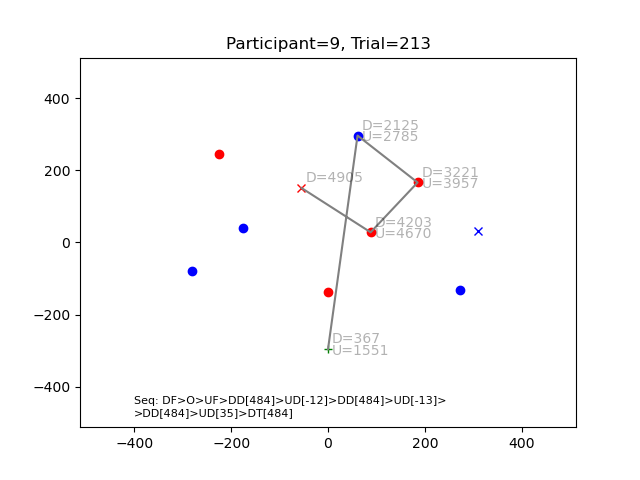 Participant=9, Trial=213
400
200
0
−200
−400
D=2125
U=2785
D=3221
U=3957
D=4905
D=4203
U=4670
D=367
U=1551
Seq: DF>O>UF>DD[484]>UD[-12]>DD[484]>UD[-13]>
>DD[484]>UD[35]>DT[484]
−400 −200 0 200 400